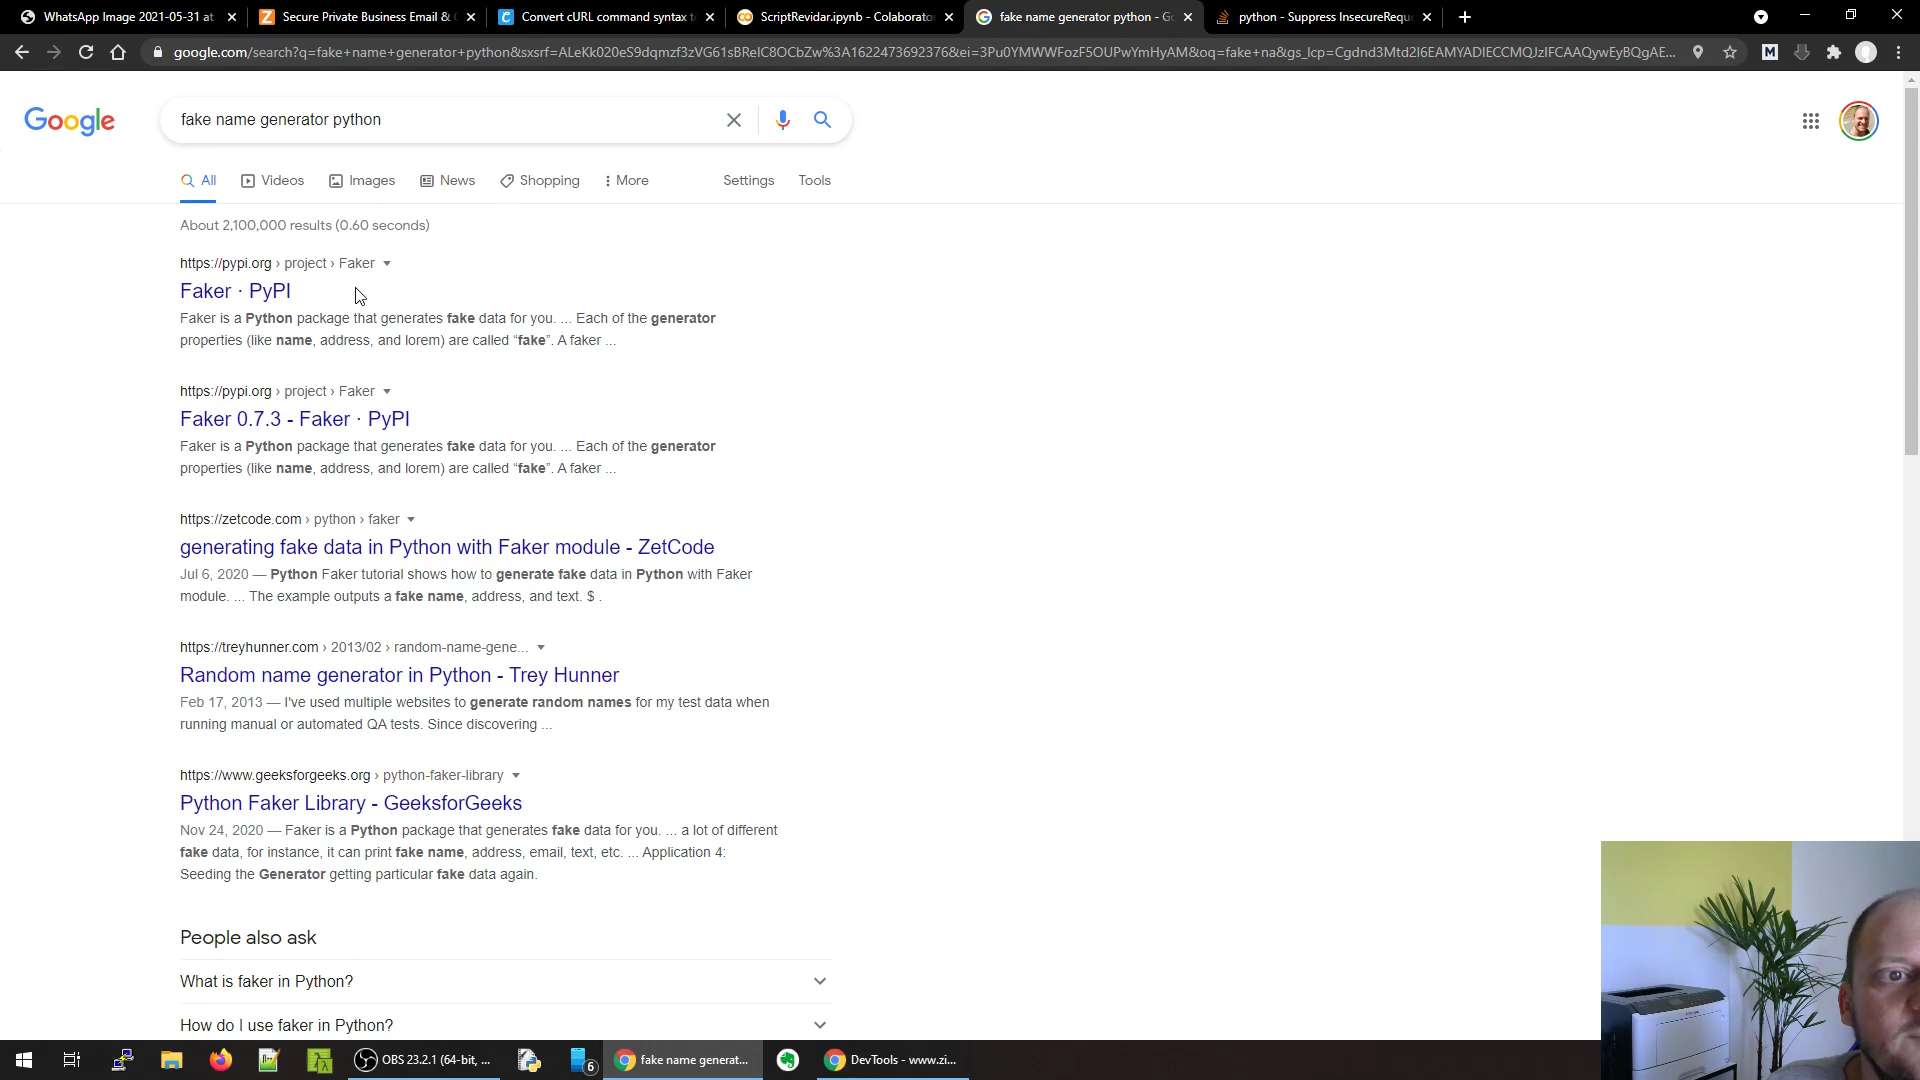 WhatsApp Image 2021-05-31 at
Secure Private Business Email &
Convert cURL command syntax t
ScriptRevidar.ipynb - Colaborato
fake name generator python - Go
python - Suppress InsecureRequ
google.com/search?q=fake+name+generator+python&sxsrf=ALeKk020eS9dqmzf3zVG61sBRelC8OCbZw%3A1622473692376&ei=3Pu0YMWWFozF5OUPwYmHyAM&oq=fake+na&gs_lcp=Cgdnd3Mtd2l6EAMYADIECCMQJzIFCAAQywEyBQgAE...
Google
fake name generator python
All
Videos
Images
News
Shopping
More
Settings
Tools
About 2,100,000 results (0.60 seconds)
https://pypi.org › project › Faker
Faker · PyPI
Faker is a Python package that generates fake data for you. ... Each of the generator
properties (like name, address, and lorem) are called “fake”. A faker ...
https://pypi.org › project › Faker
Faker 0.7.3 - Faker · PyPI
Faker is a Python package that generates fake data for you. ... Each of the generator
properties (like name, address, and lorem) are called “fake”. A faker ...
https://zetcode.com › python › faker
generating fake data in Python with Faker module - ZetCode
Jul 6, 2020 — Python Faker tutorial shows how to generate fake data in Python with Faker
module. ... The example outputs a fake name, address, and text. $ .
https://treyhunner.com › 2013/02 › random-name-gene...
Random name generator in Python - Trey Hunner
Feb 17, 2013 — I've used multiple websites to generate random names for my test data when
running manual or automated QA tests. Since discovering ...
https://www.geeksforgeeks.org › python-faker-library
Python Faker Library - GeeksforGeeks
Nov 24, 2020 — Faker is a Python package that generates fake data for you. ... a lot of different
fake data, for instance, it can print fake name, address, email, text, etc. ... Application 4:
Seeding the Generator getting particular fake data again.
People also ask
What is faker in Python?
How do I use faker in Python?
OBS 23.2.1 (64-bit, ...
6
fake name generat...
DevTools - www.zi...